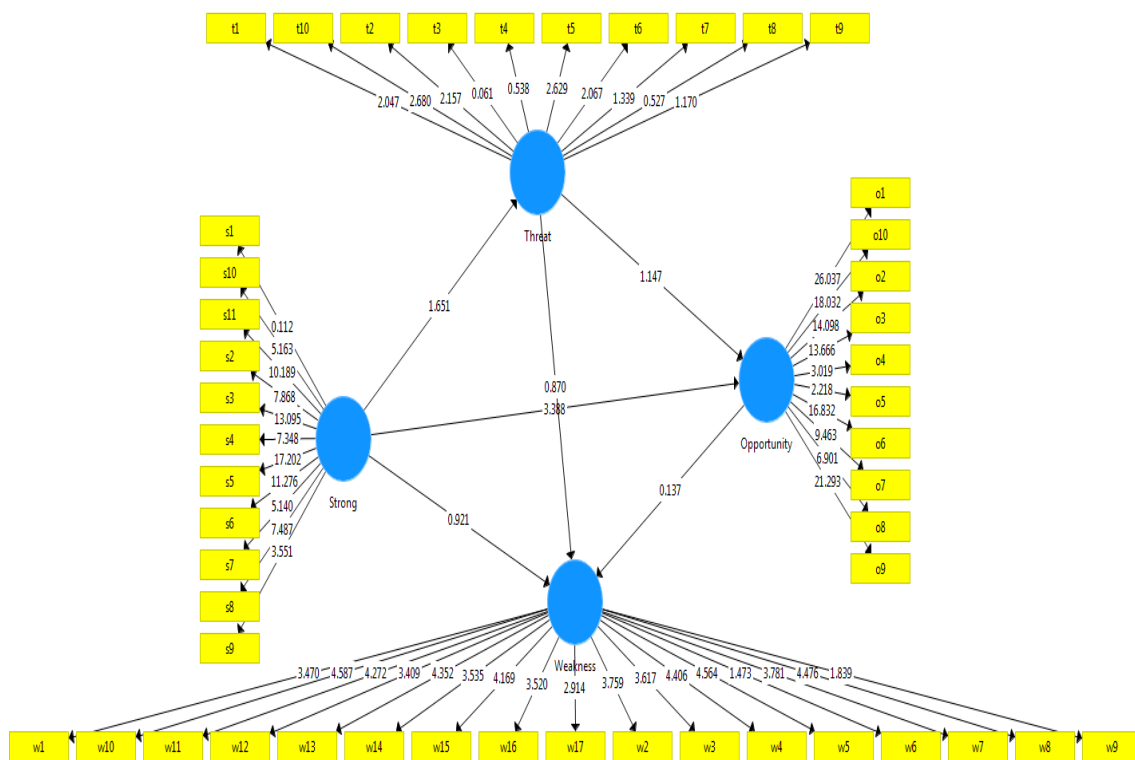 t1 t10 t2 t3 t4 t5 t6 t7 t8 t9
2.047 2.680 2.157 0.061 0.538 2.629 2.067 1.339 0.527 1.170
Threat
s1
s10
s11
s2
s3
s4
s5
s6
s7
s8
s9
0.112
5.163
10.189
7.868
13.095
7.348
17.202
11.276
5.140
7.487
3.551
Strong
1.651
1.147
0.870
3.388
0.921
0.137
o1
o10
o2
o3
o4
o5
o6
o7
o8
o9
26.037
18.032
14.098
13.666
3.019
2.218
16.832
9.463
6.901
21.293
Opportunity
Weakness
3.470 4.587 4.272 3.409 4.352 3.535 4.169 3.520 2.914 3.759 3.617 4.406 4.564 1.473 3.781 4.476 1.839
w1 w10 w11 w12 w13 w14 w15 w16 w17 w2 w3 w4 w5 w6 w7 w8 w9